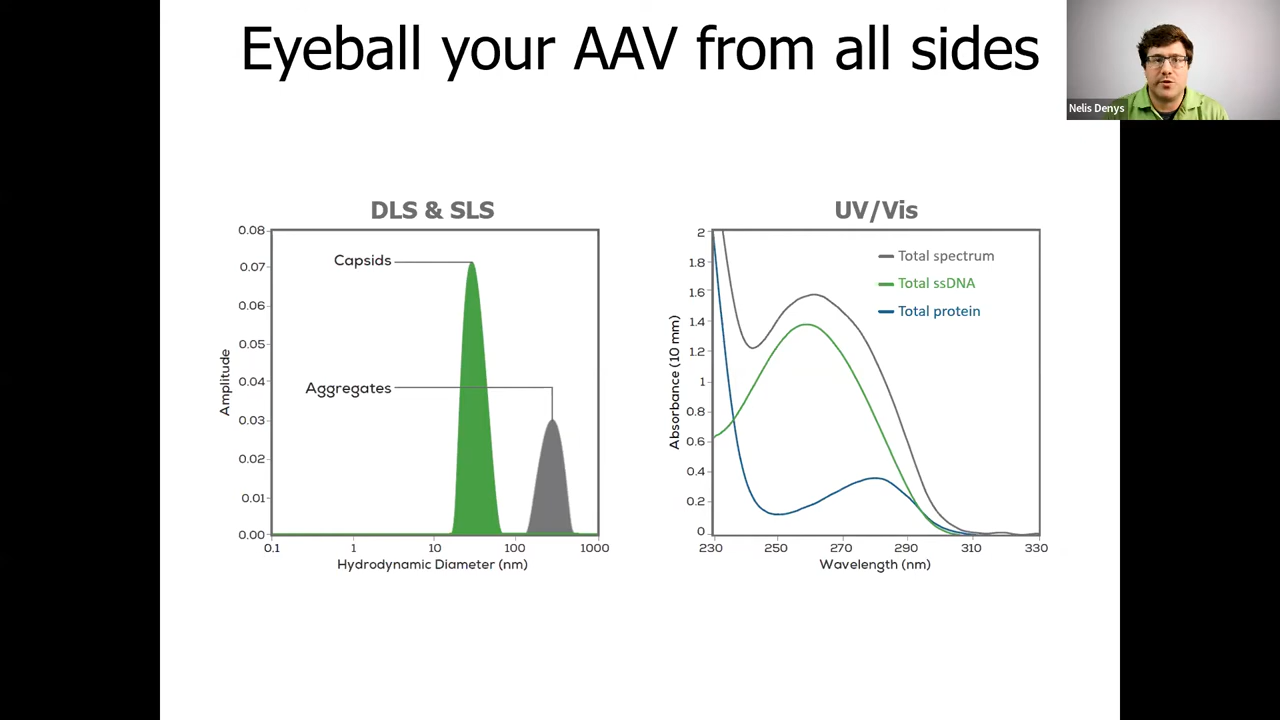 Eyeball your AAV from all sides
Nelis Denys
DLS & SLS
0.08
0.07
0.06
0.05
0.04
0.03
0.02
0.01
0.00
Amplitude
Capsids
Aggregates
0.1 1 10 100 1000
Hydrodynamic Diameter (nm)
UV/Vis
2
1.8
1.6
1.4
1.2
1
0.8
0.6
0.4
0.2
0
Absorbance (10 mm)
Total spectrum
Total ssDNA
Total protein
230 250 270 290 310 330
Wavelength (nm)